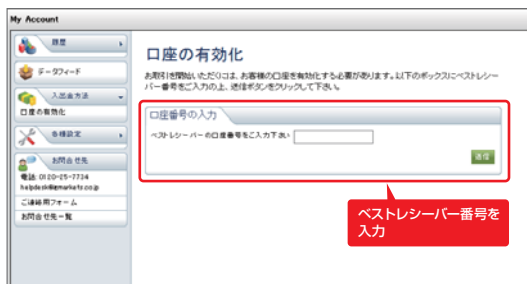 My Account
履歴
データフィード
入出金方法
口座の有効化
各種設定
お問合せ先
電話: 0120-25-7734
helpdesk@igmarkets.co.jp
ご連絡用フォーム
お問合せ先一覧
口座の有効化
お取引を開始いただくには、お客様の口座を有効化する必要があります。以下のボックスにベストレシー
バー番号をご入力の上、送信ボタンをクリックして下さい。
口座番号の入力
ベストレシーバーの口座番号をご入力下さい
送信
ベストレシーバー番号を
入力